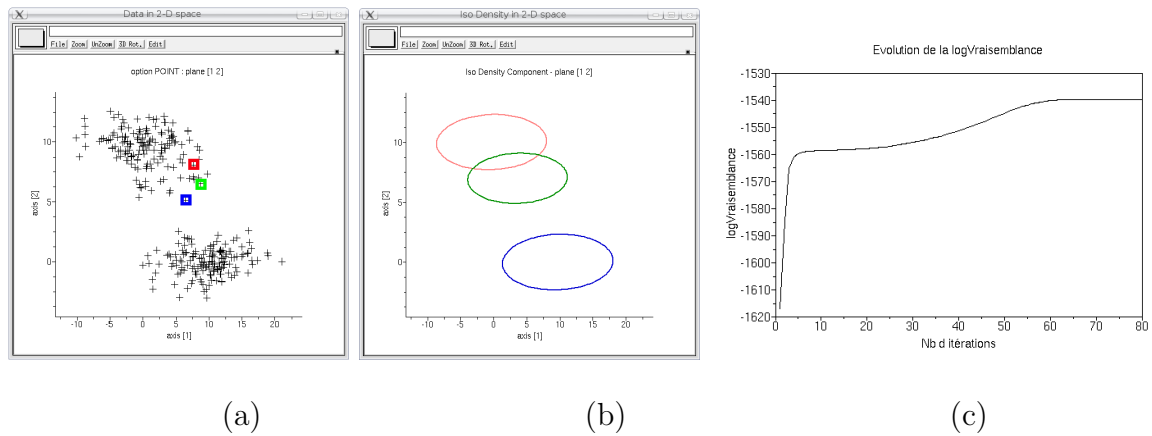 Data in 2-D space
File Zoom UnZoom 3D Rot. Edit
option POINT : plane [1 2]
10
5
0
axis [2]
-10 -5 0 5 10 15 20
axis [1]
(a)
Iso Density in 2-D space
File Zoom UnZoom 3D Rot. Edit
Iso Density Component - plane [1 2]
10
5
0
axis [2]
-10 -5 0 5 10 15 20
axis [1]
(b)
Evolution de la logVraisemblance
-1530
-1540
-1550
-1560
-1570
-1580
-1590
-1600
-1610
-1620
logVraisemblance
0 10 20 30 40 50 60 70 80
Nb d itérations
(c)